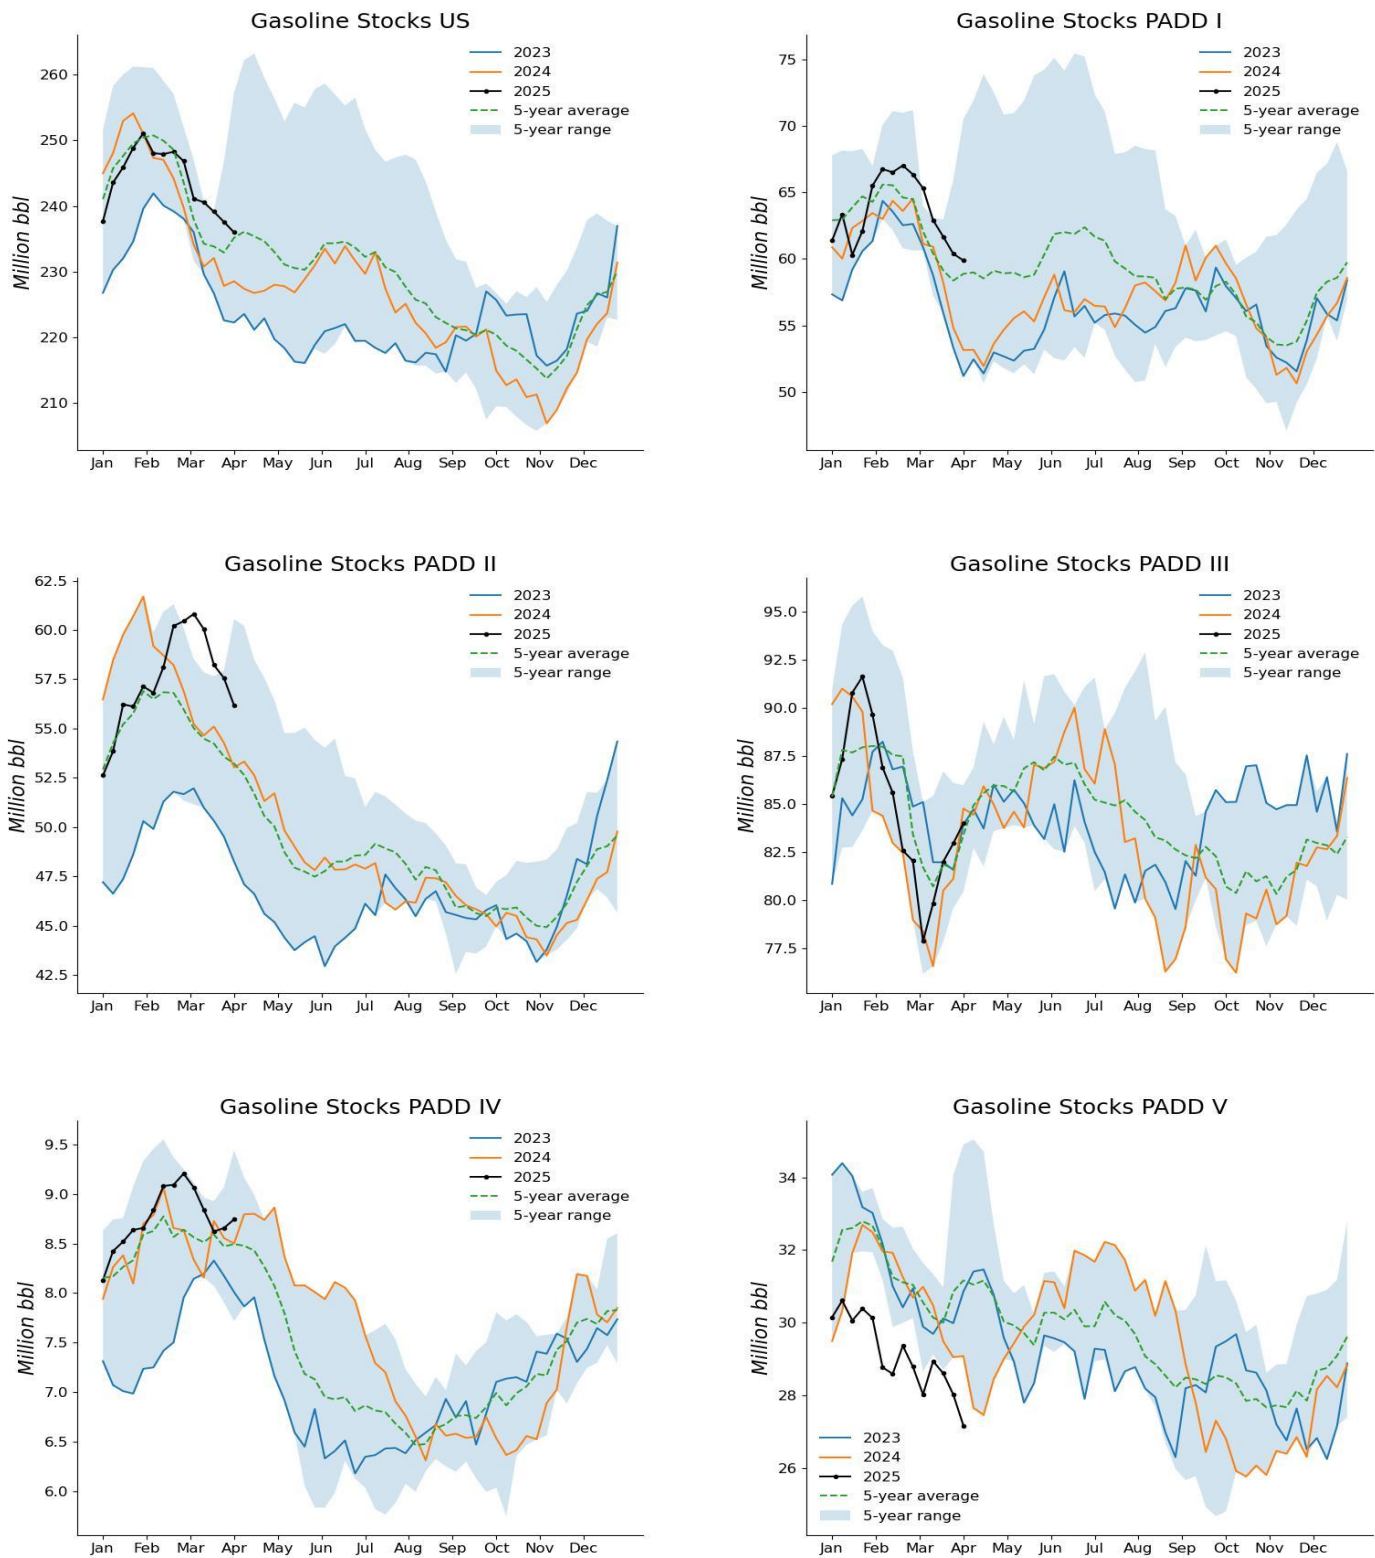 Gasoline Stocks US
Million bbl
260
250
240
230
220
210
Jan Feb Mar Apr May Jun Jul Aug Sep Oct Nov Dec
2023
2024
2025
5-year average
5-year range
Gasoline Stocks PADD I
Million bbl
75
70
65
60
55
50
Jan Feb Mar Apr May Jun Jul Aug Sep Oct Nov Dec
2023
2024
2025
5-year average
5-year range
Gasoline Stocks PADD II
Million bbl
62.5
60.0
57.5
55.0
52.5
50.0
47.5
45.0
42.5
Jan Feb Mar Apr May Jun Jul Aug Sep Oct Nov Dec
2023
2024
2025
5-year average
5-year range
Gasoline Stocks PADD III
Million bbl
95.0
92.5
90.0
87.5
85.0
82.5
80.0
77.5
Jan Feb Mar Apr May Jun Jul Aug Sep Oct Nov Dec
2023
2024
2025
5-year average
5-year range
Gasoline Stocks PADD IV
Million bbl
9.5
9.0
8.5
8.0
7.5
7.0
6.5
6.0
Jan Feb Mar Apr May Jun Jul Aug Sep Oct Nov Dec
2023
2024
2025
5-year average
5-year range
Gasoline Stocks PADD V
Million bbl
34
32
30
28
26
Jan Feb Mar Apr May Jun Jul Aug Sep Oct Nov Dec
2023
2024
2025
5-year average
5-year range